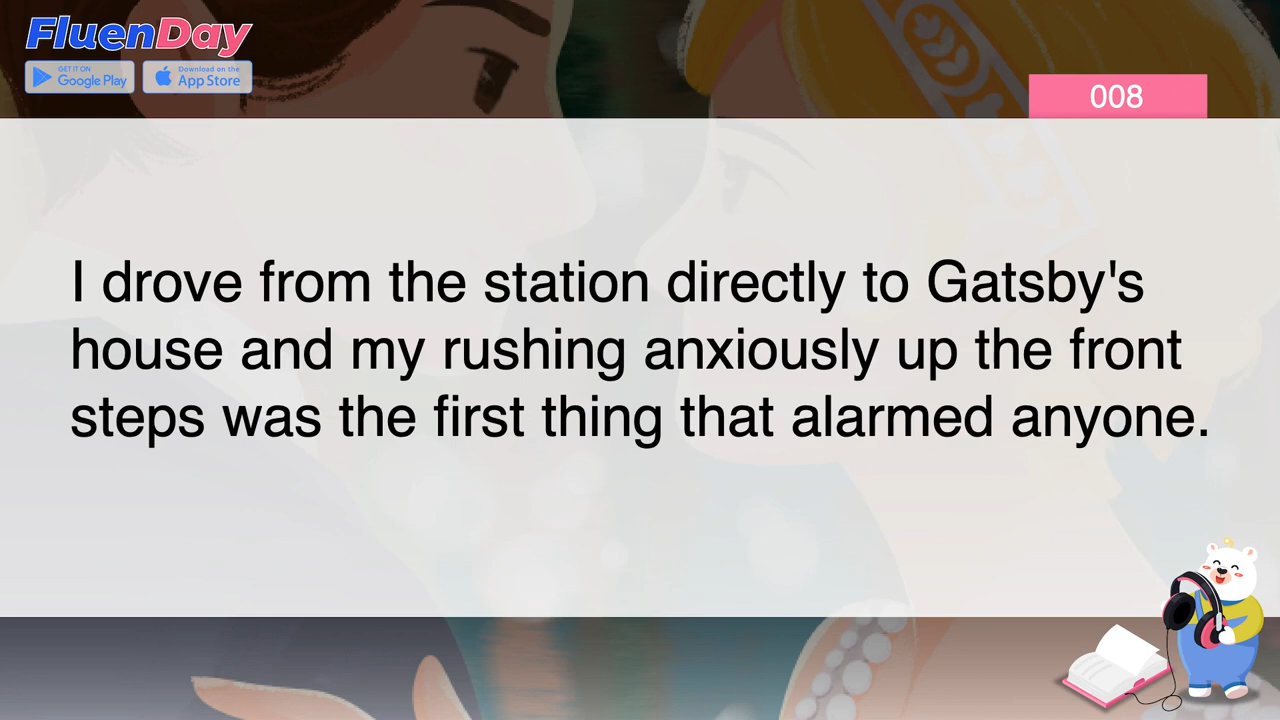 FluenDay
GET IT ON
Google Play
Download on the
App Store
008
I drove from the station directly to Gatsby's
house and my rushing anxiously up the front
steps was the first thing that alarmed anyone.